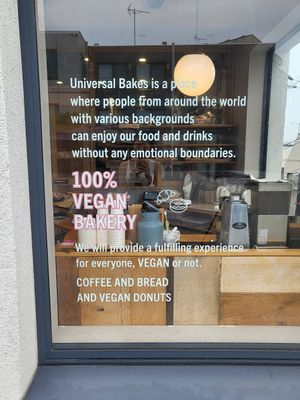 Universal Bakes is a place
where people from around the world
with various backgrounds
can enjoy our food and drinks
without any emotional boundaries.
100%
VEGAN
BAKERY
We will provide a fulfilling experience
for everyone, VEGAN or not.
COFFEE AND BREAD
AND VEGAN DONUTS